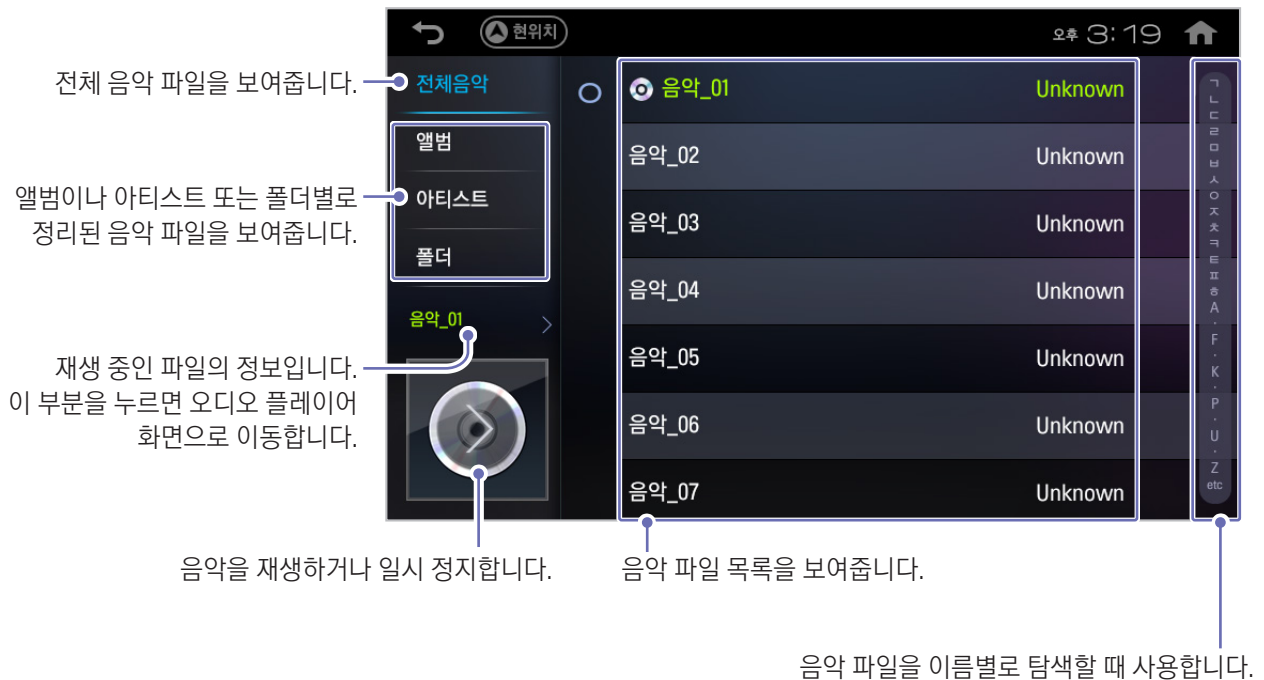 현위치
오후 3:19
전체 음악 파일을 보여줍니다.
전체음악
앨범
아티스트
폴더
앨범이나 아티스트 또는 폴더별로
정리된 음악 파일을 보여줍니다.
음악_01
재생 중인 파일의 정보입니다.
이 부분을 누르면 오디오 플레이어
화면으로 이동합니다.
음악_01 Unknown
음악_02 Unknown
음악_03 Unknown
음악_04 Unknown
음악_05 Unknown
음악_06 Unknown
음악_07 Unknown
ㄱ
ㄴ
ㄷ
ㄹ
ㅁ
ㅂ
ㅅ
ㅇ
ㅈ
ㅊ
ㅋ
ㅌ
ㅍ
ㅎ
A
·
F
·
K
·
P
·
U
·
Z
etc
음악을 재생하거나 일시 정지합니다.
음악 파일 목록을 보여줍니다.
음악 파일을 이름별로 탐색할 때 사용합니다.